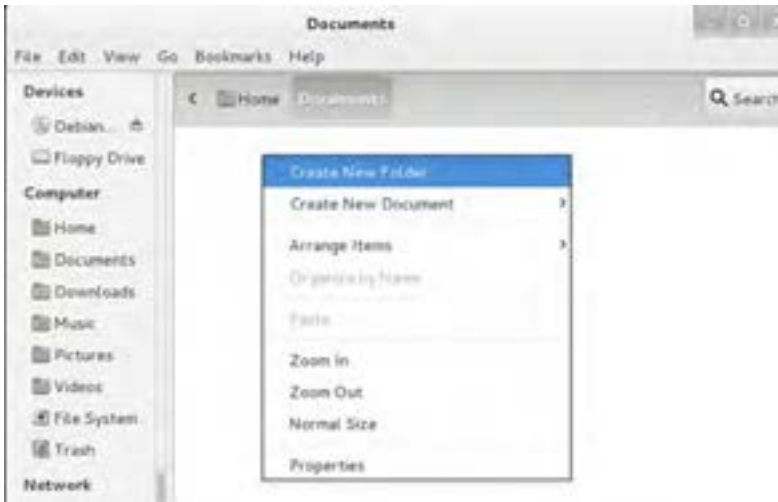 Documents
File Edit View Go Bookmarks Help
Devices
Debian...
Floppy Drive
Computer
Home
Documents
Downloads
Music
Pictures
Videos
File System
Trash
Network
Home Documents
Search
Create New Folder
Create New Document
Arrange Items
Organize by Name
Paste
Zoom In
Zoom Out
Normal Size
Properties